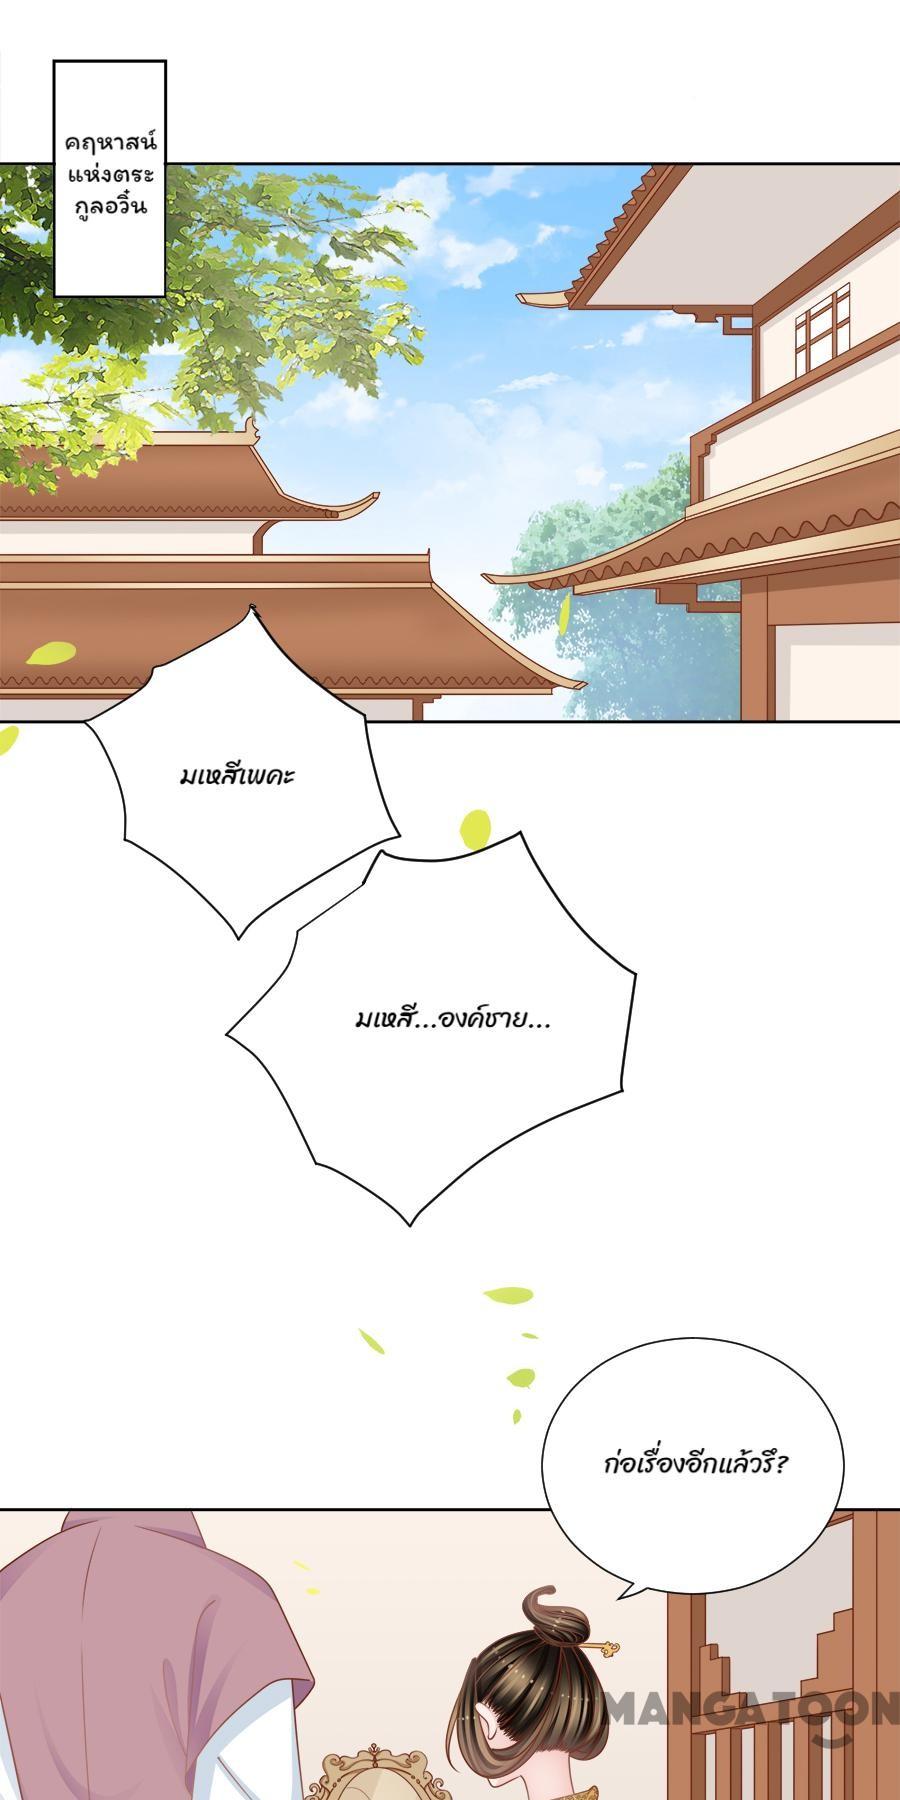 คฤหาสน์
แห่งตระ
กูลอวิ๋น
มเหสีเพคะ
มเหสี...องค์ชาย...
ก่อเรื่องอีกแล้วรึ?
MANGATOON